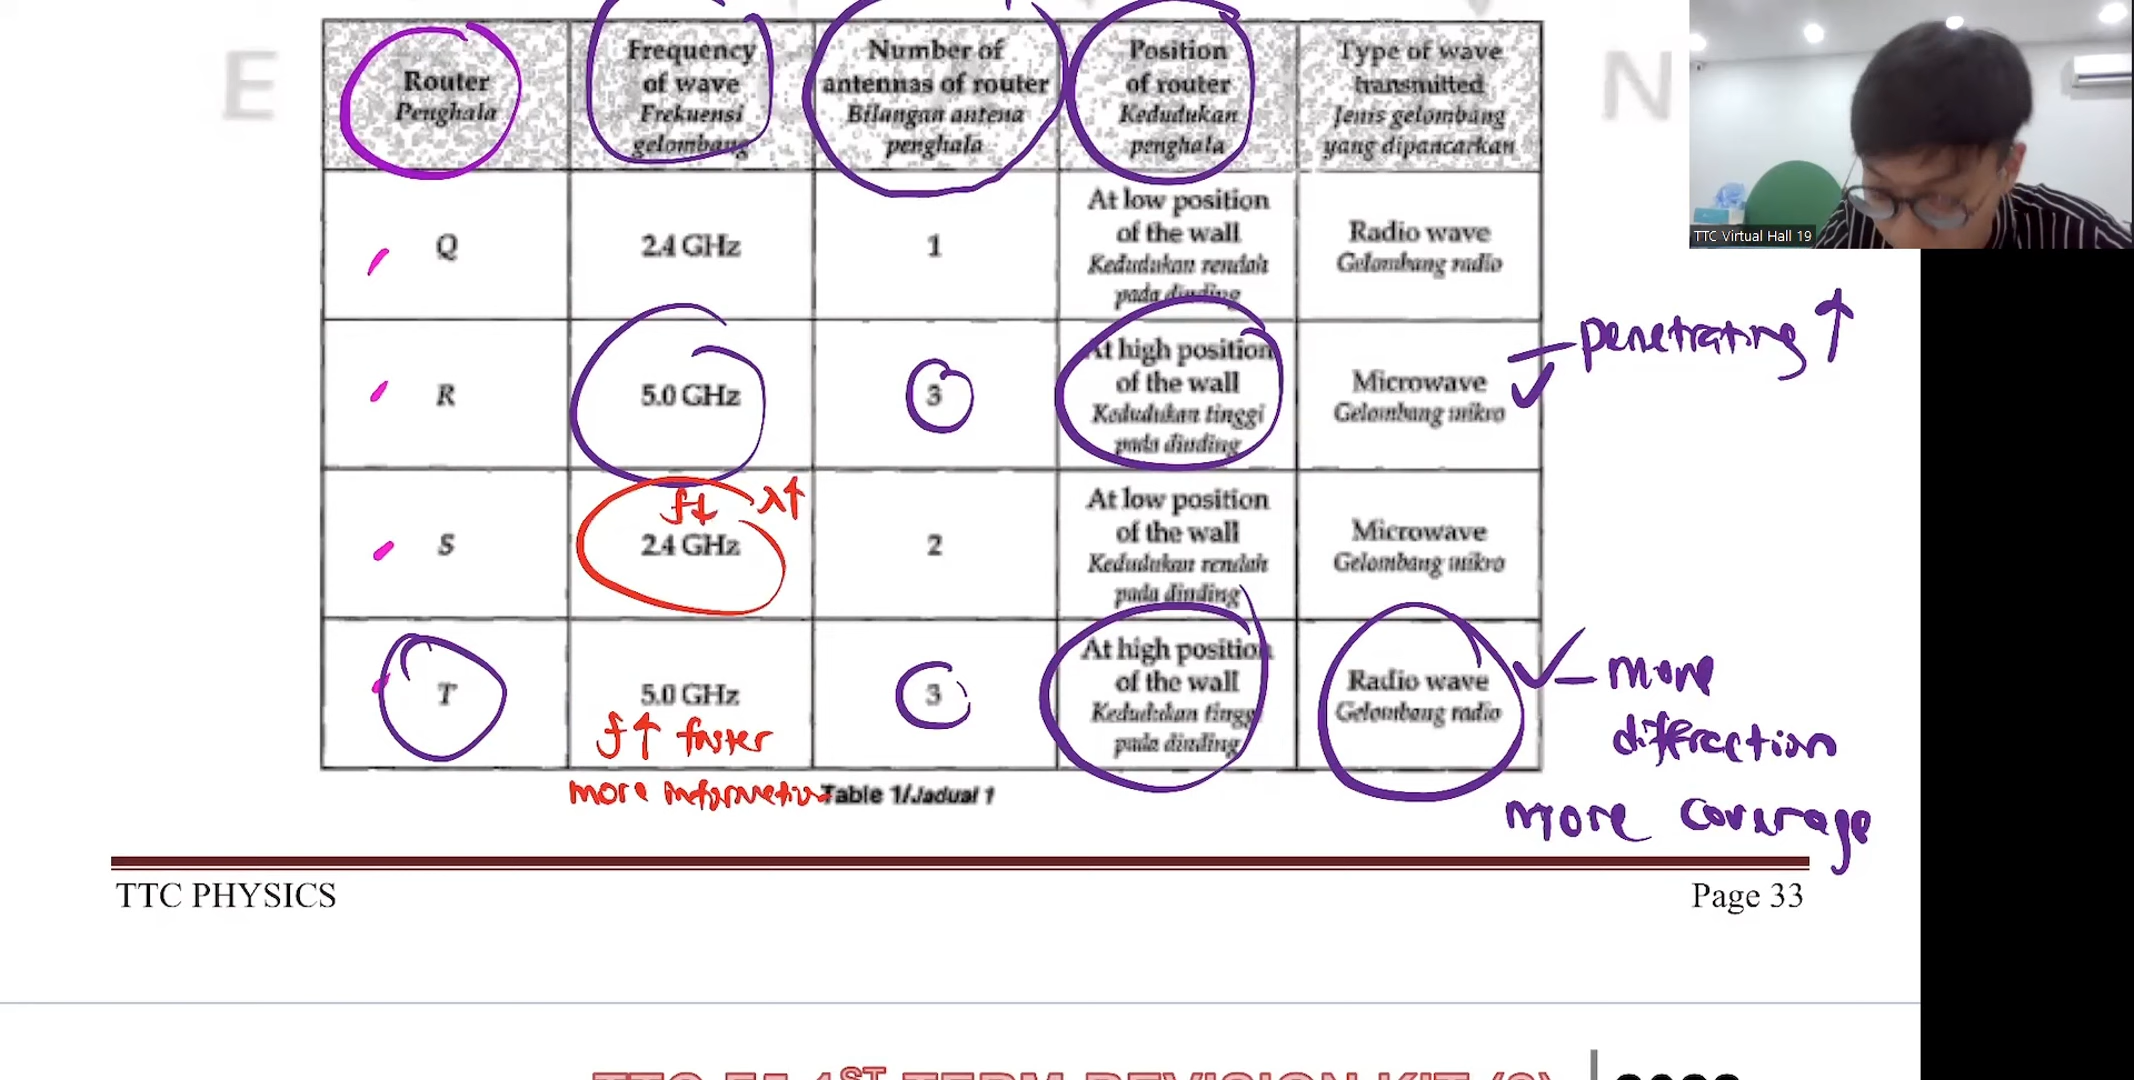 E
N
Router
Penghala
Frequency
of wave
Frekuensi
gelombang
Number of
antennas of router
Bilangan antena
penghala
Position
of router
Kedudukan
penghala
Type of wave
transmitted
Jenis gelombang
yang dipancarkan
Q
2.4 GHz
1
At low position
of the wall
Kedudukan rendah
pada dinding
Radio wave
Gelombang radio
R
5.0 GHz
3
At high position
of the wall
Kedudukan tinggi
pada dinding
Microwave
Gelombang mikro
– penetrating ↑
S
f↓ λ↑
2.4 GHz
2
At low position
of the wall
Kedudukan rendah
pada dinding
Microwave
Gelombang mikro
T
5.0 GHz
f↑ faster
more information
3
At high position
of the wall
Kedudukan tinggi
pada dinding
Radio wave
Gelombang radio
– more
diffraction
more coverage
Table 1/Jadual 1
TTC PHYSICS
Page 33
TTC Virtual Hall 19